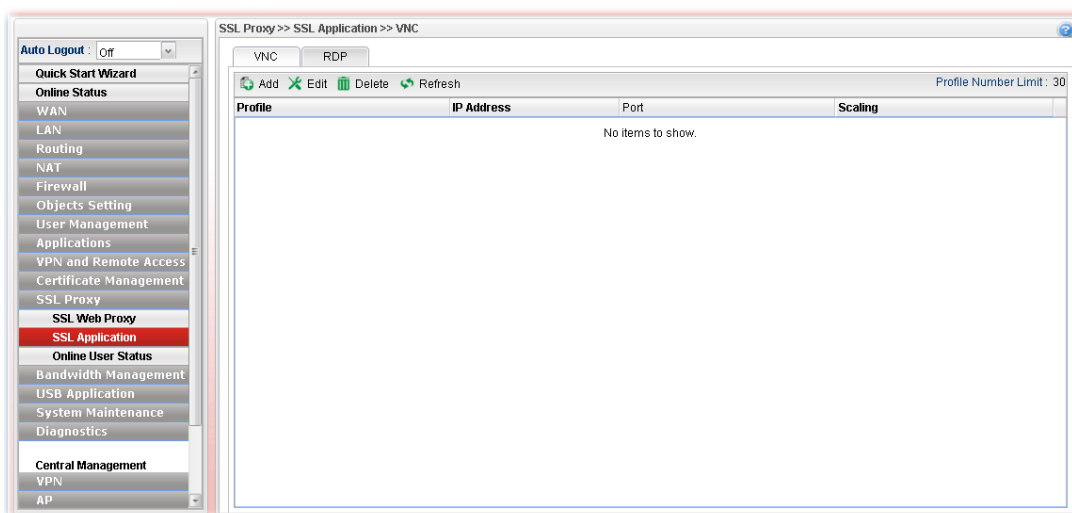 SSL Proxy >> SSL Application >> VNC
Auto Logout : Off
Quick Start Wizard
Online Status
WAN
LAN
Routing
NAT
Firewall
Objects Setting
User Management
Applications
VPN and Remote Access
Certificate Management
SSL Proxy
SSL Web Proxy
SSL Application
Online User Status
Bandwidth Management
USB Application
System Maintenance
Diagnostics
Central Management
VPN
AP
VNC RDP
Add Edit Delete Refresh Profile Number Limit : 30
Profile IP Address Port Scaling
No items to show.